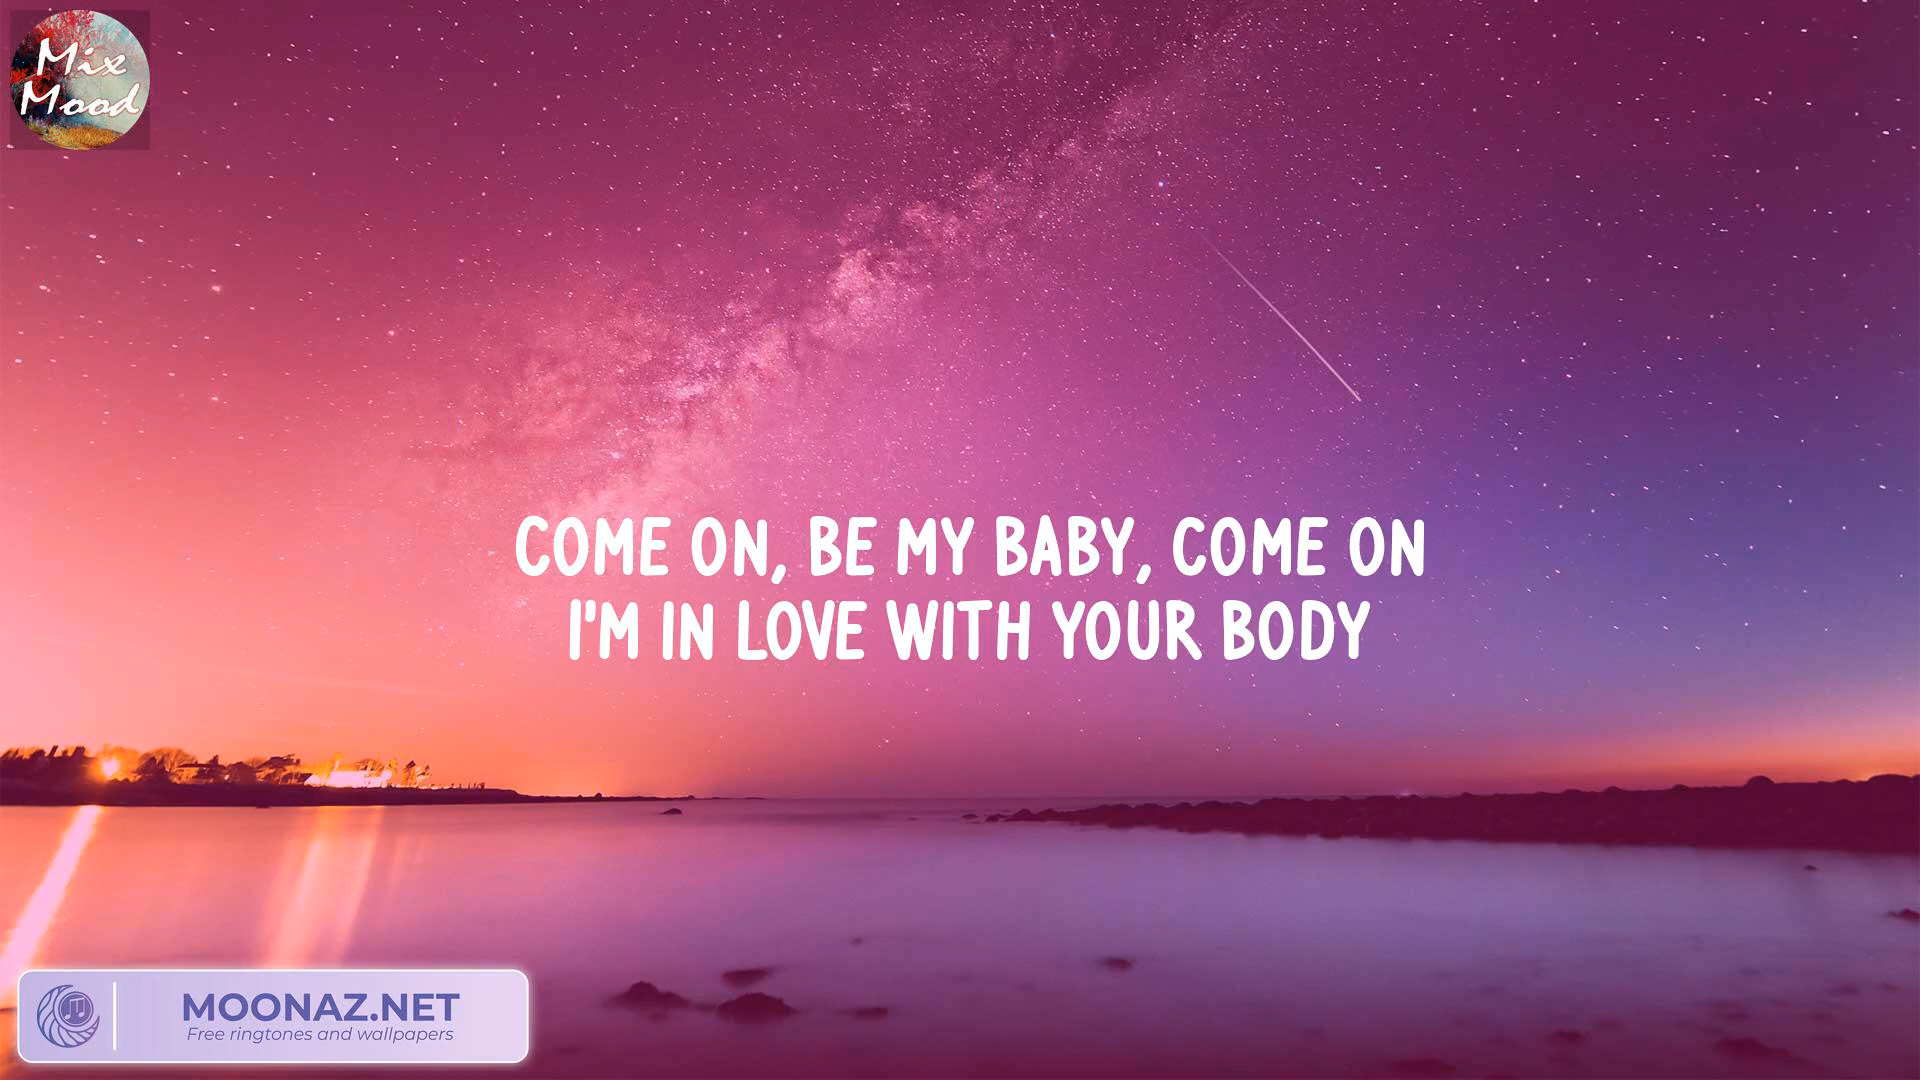 Mix
Mood
COME ON, BE MY BABY, COME ON
I'M IN LOVE WITH YOUR BODY
MOONAZ.NET
Free ringtones and wallpapers